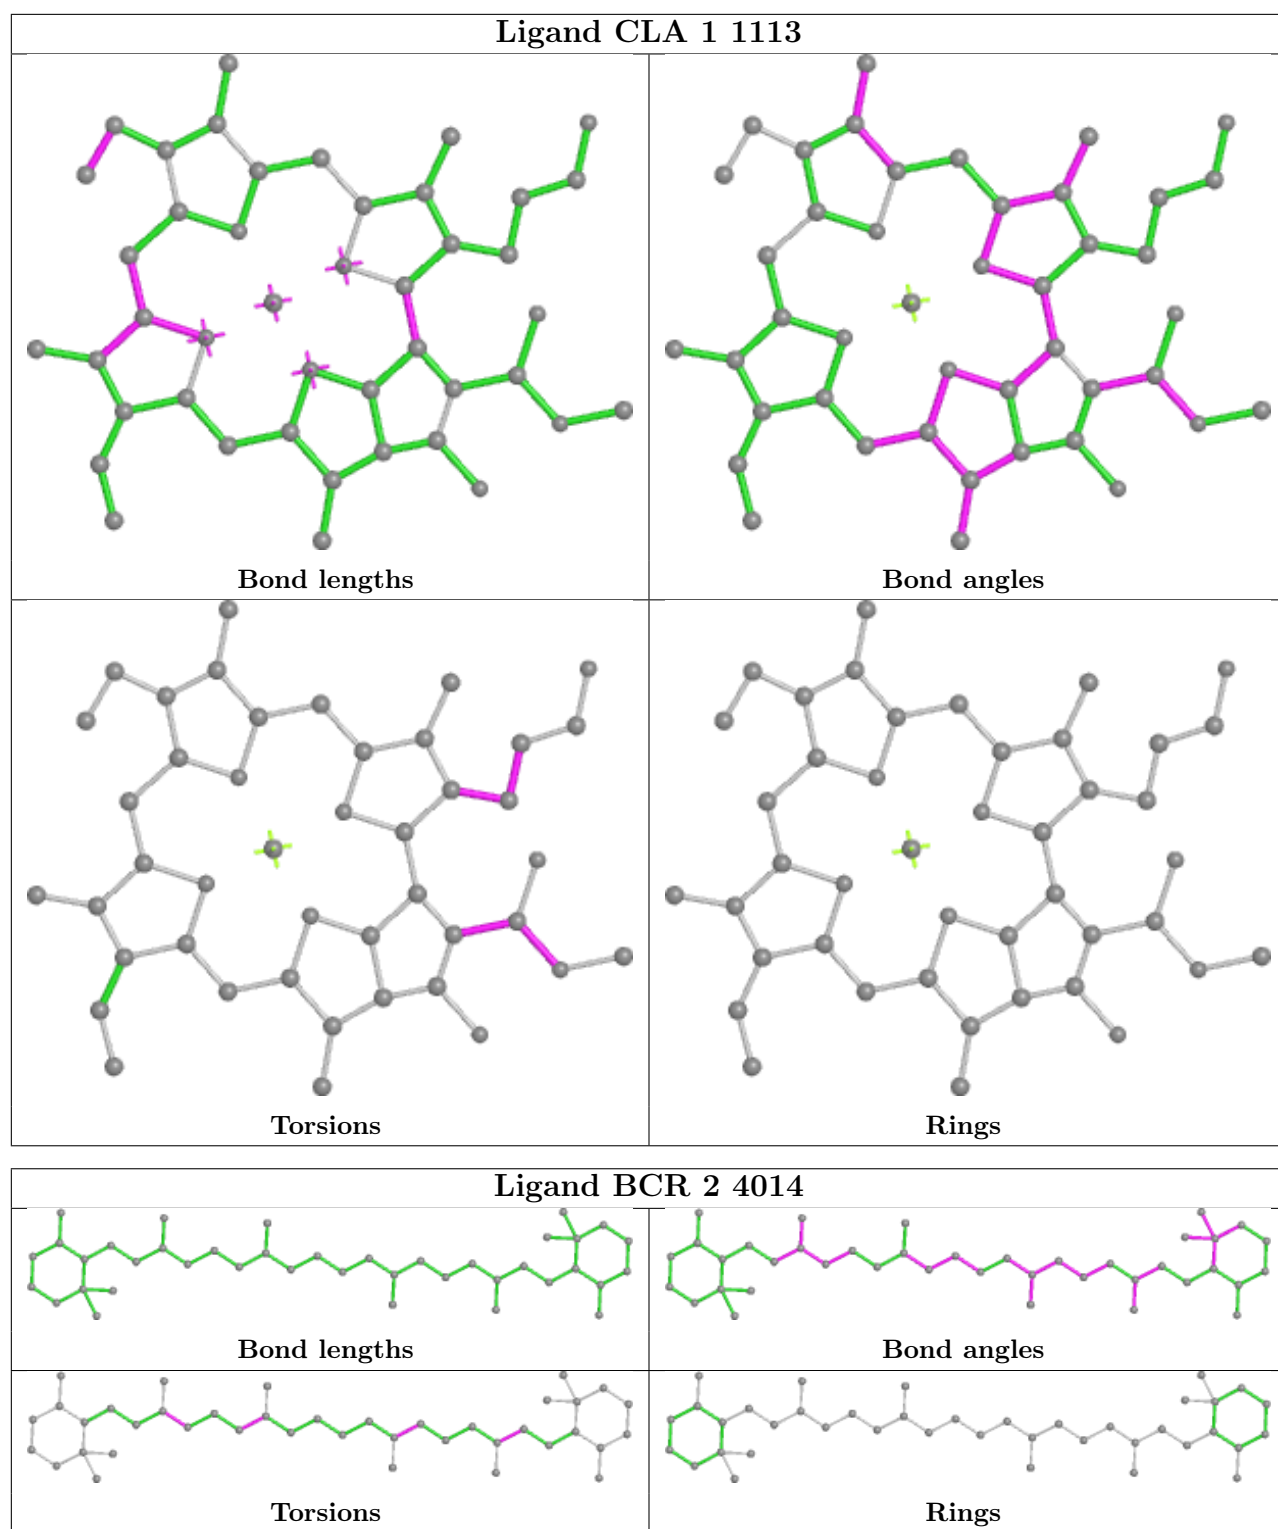 Ligand CLA 1 1113
Bond lengths
Bond angles
Torsions
Rings
Ligand BCR 2 4014
Bond lengths
Bond angles
Torsions
Rings